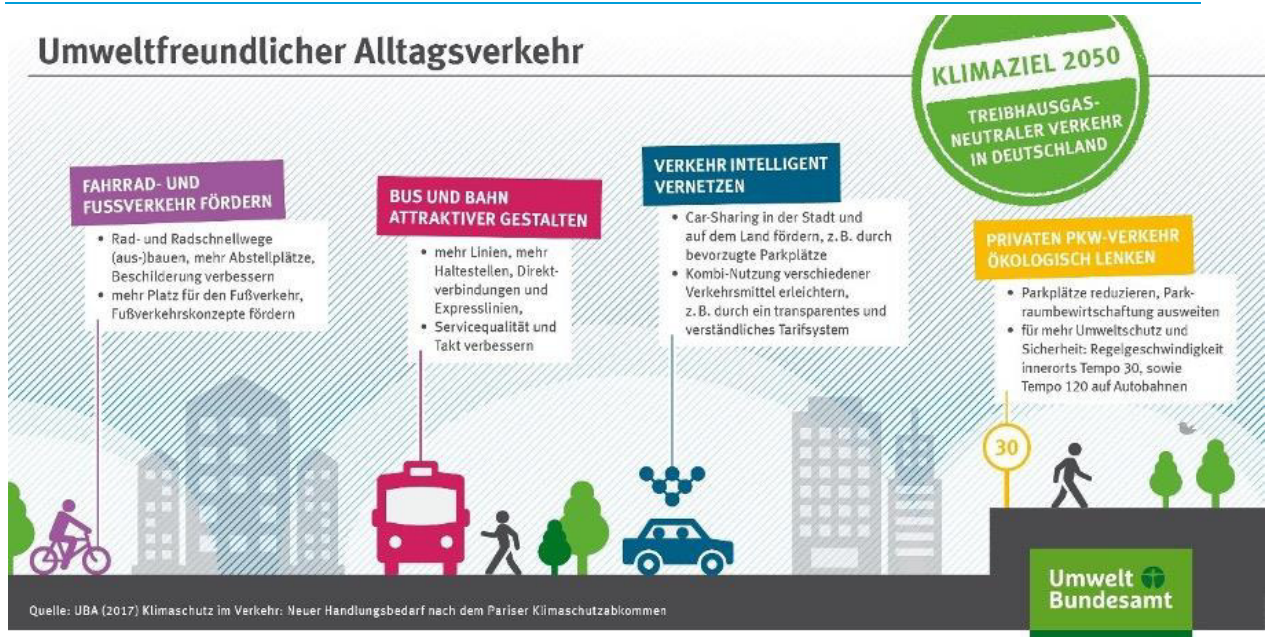 Umweltfreundlicher Alltagsverkehr
KLIMAZIEL 2050
TREIBHAUSGAS-
NEUTRALER VERKEHR
IN DEUTSCHLAND
FAHRRAD- UND
FUSSVERKEHR FÖRDERN
• Rad- und Radschnellwege
(aus-)bauen, mehr Abstellplätze,
Beschilderung verbessern
• mehr Platz für den Fußverkehr,
Fußverkehrskonzepte fördern
BUS UND BAHN
ATTRAKTIVER GESTALTEN
• mehr Linien, mehr
Haltestellen, Direkt-
verbindungen und
Expresslinien,
• Servicequalität und
Takt verbessern
VERKEHR INTELLIGENT
VERNETZEN
• Car-Sharing in der Stadt und
auf dem Land fördern, z.B. durch
bevorzugte Parkplätze
• Kombi-Nutzung verschiedener
Verkehrsmittel erleichtern,
z.B. durch ein transparentes und
verständliches Tarifsystem
PRIVATEN PKW-VERKEHR
ÖKOLOGISCH LENKEN
• Parkplätze reduzieren, Park-
raumbewirtschaftung ausweiten
• für mehr Umweltschutz und
Sicherheit: Regelgeschwindigkeit
innerorts Tempo 30, sowie
Tempo 120 auf Autobahnen
30
Quelle: UBA (2017) Klimaschutz im Verkehr: Neuer Handlungsbedarf nach dem Pariser Klimaschutzabkommen
Umwelt
Bundesamt